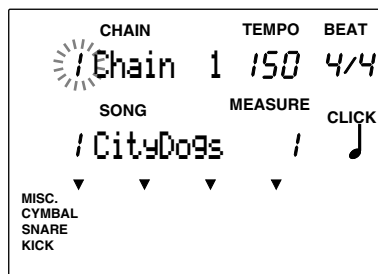 CHAIN TEMPO BEAT
1 Chain 1 150 4/4
SONG MEASURE CLICK
1 CityDogs 1
MISC.
CYMBAL
SNARE
KICK